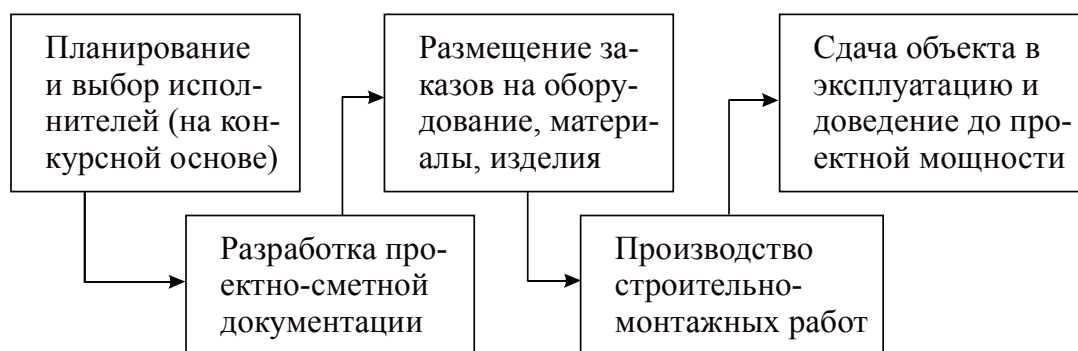 Планирование
и выбор испол-
нителей (на кон-
курсной основе)
Разработка про-
ектно-сметной
документации
Размещение за-
казов на обору-
дование, матери-
алы, изделия
Производство
строительно-
монтажных работ
Сдача объекта в
эксплуатацию и
доведение до про-
ектной мощности